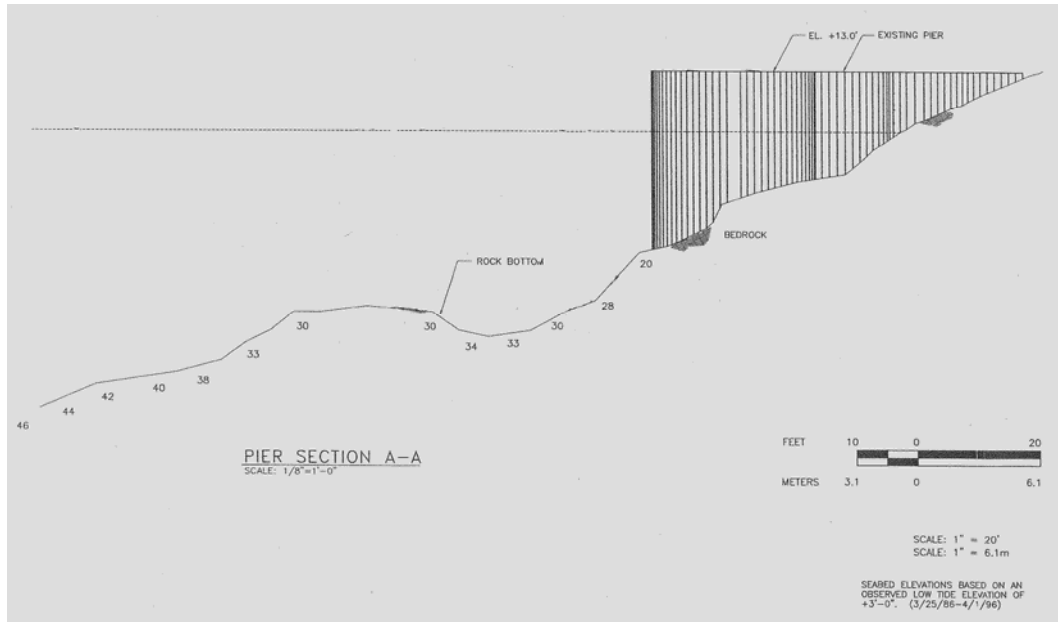 EL. +13.0' EXISTING PIER
BEDROCK
20
ROCK BOTTOM
28
30 30 30
34 33
33
38
40
42
44
46
PIER SECTION A-A
SCALE: 1/8"=1'-0"
FEET 10 0 20
METERS 3.1 0 6.1
SCALE: 1" = 20'
SCALE: 1" = 6.1m
SEABED ELEVATIONS BASED ON AN
OBSERVED LOW TIDE ELEVATION OF
+3'-0". (3/25/86-4/1/96)